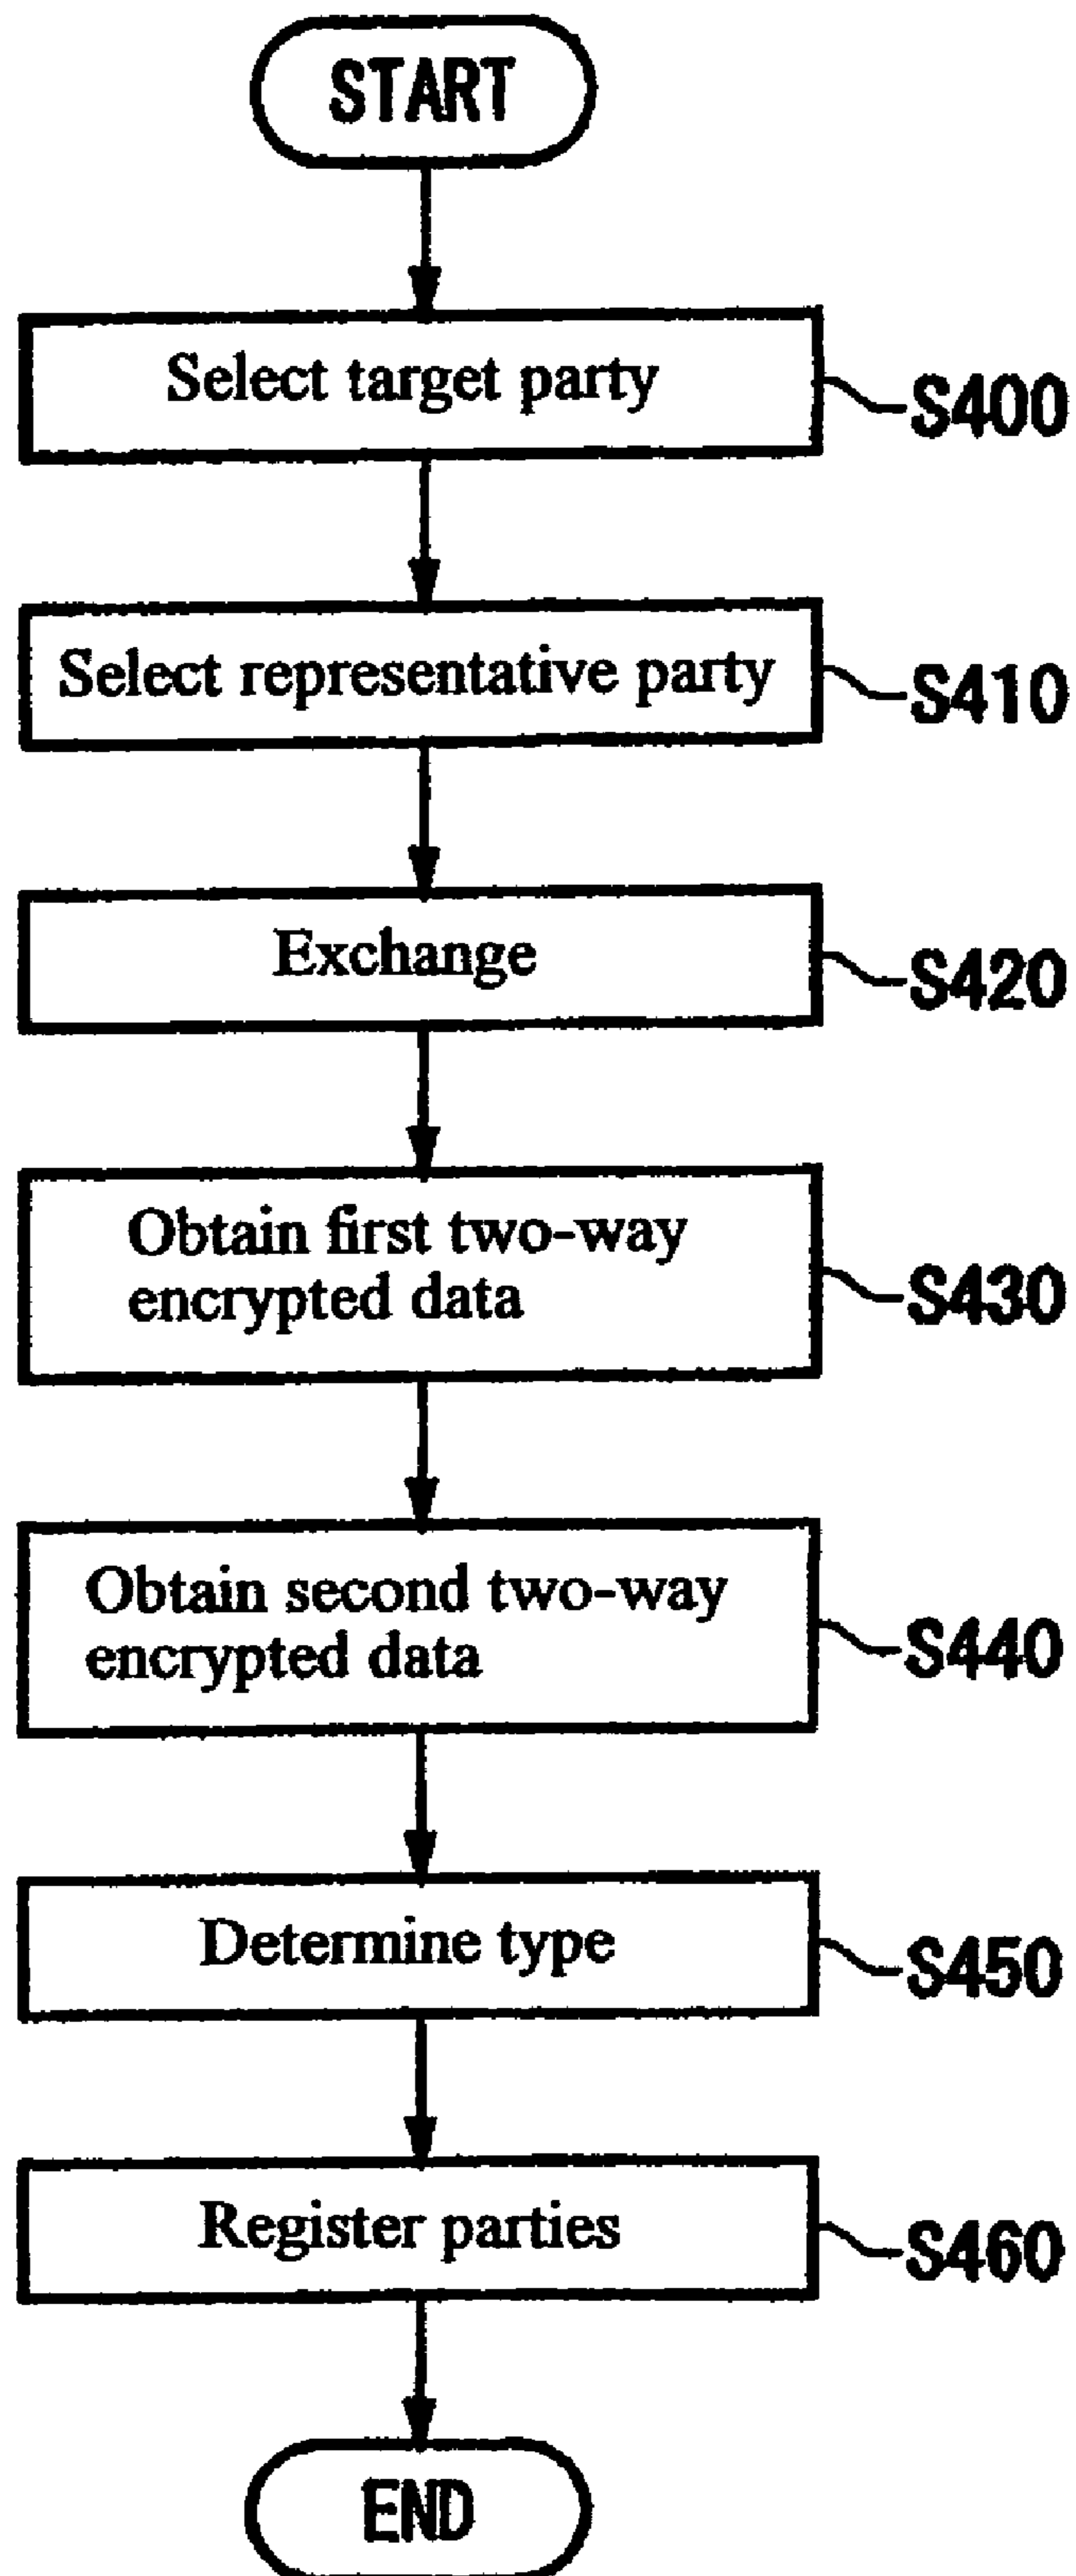 START
Select target party
S400
Select representative party
S410
Exchange
S420
Obtain first two-way
encrypted data
S430
Obtain second two-way
encrypted data
S440
Determine type
S450
Register parties
S460
END